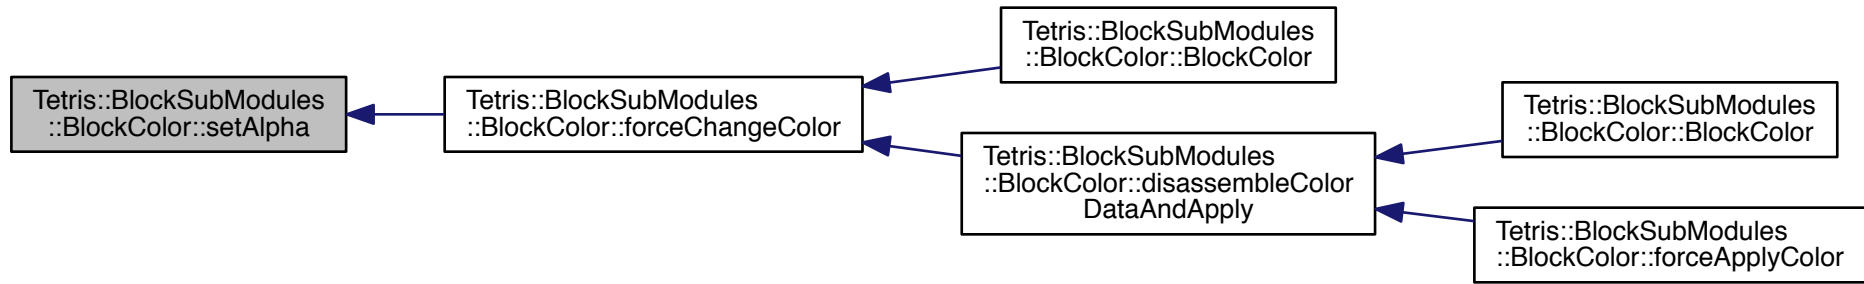 Tetris::BlockSubModules
::BlockColor::setAlpha
Tetris::BlockSubModules
::BlockColor::forceChangeColor
Tetris::BlockSubModules
::BlockColor::BlockColor
Tetris::BlockSubModules
::BlockColor::disassembleColor
DataAndApply
Tetris::BlockSubModules
::BlockColor::BlockColor
Tetris::BlockSubModules
::BlockColor::forceApplyColor